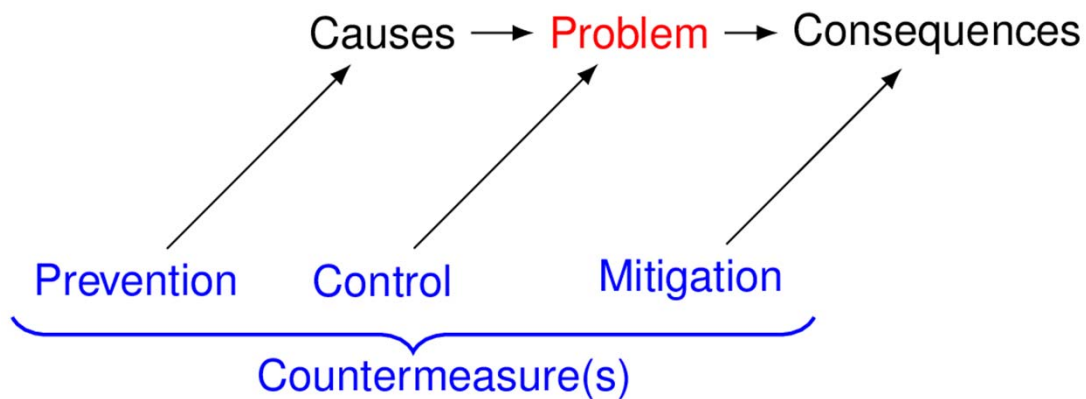 Causes Problem Consequences
Prevention Control Mitigation
Countermeasure(s)